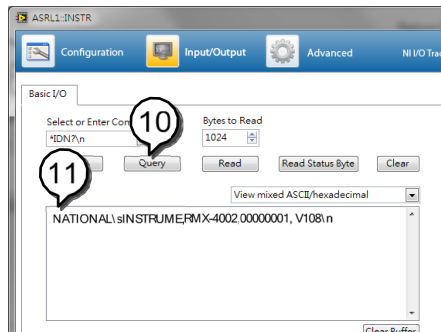 ASRL1::INSTR
Configuration
Input/Output
Advanced
NI I/O Trac
Basic I/O
Select or Enter Con
Bytes to Read
*IDN?\n
10
1024
11
Query
Read
Read Status Byte
Clear
View mixed ASCII/hexadecimal
NATIONAL\sINSTRUME,RMX-4002,00000001, V108\n
Clear Buffer